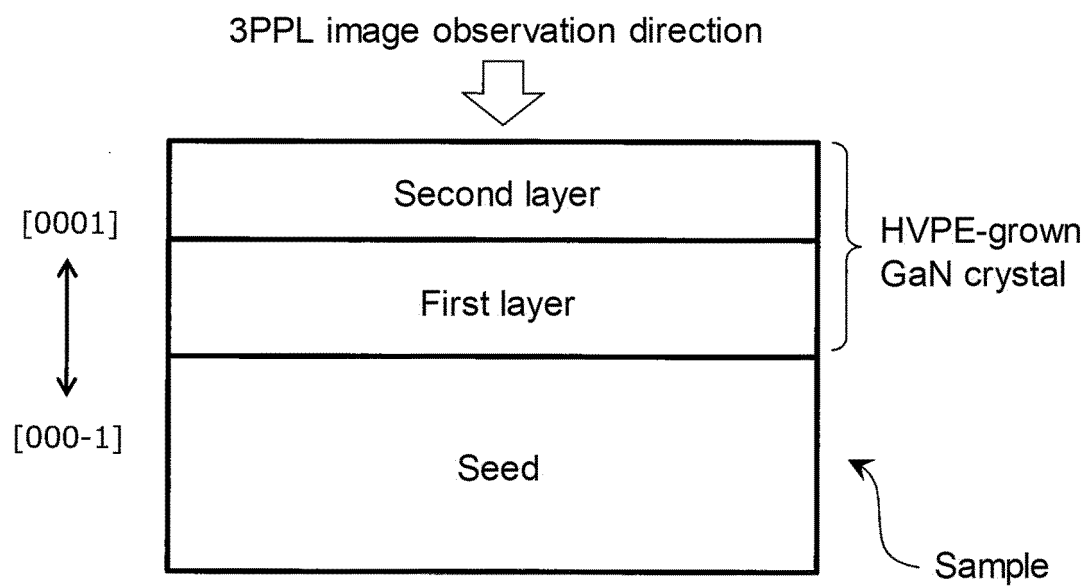 3PPL image observation direction
Second layer
[0001]
HVPE-grown
GaN crystal
First layer
[000-1]
Seed
Sample